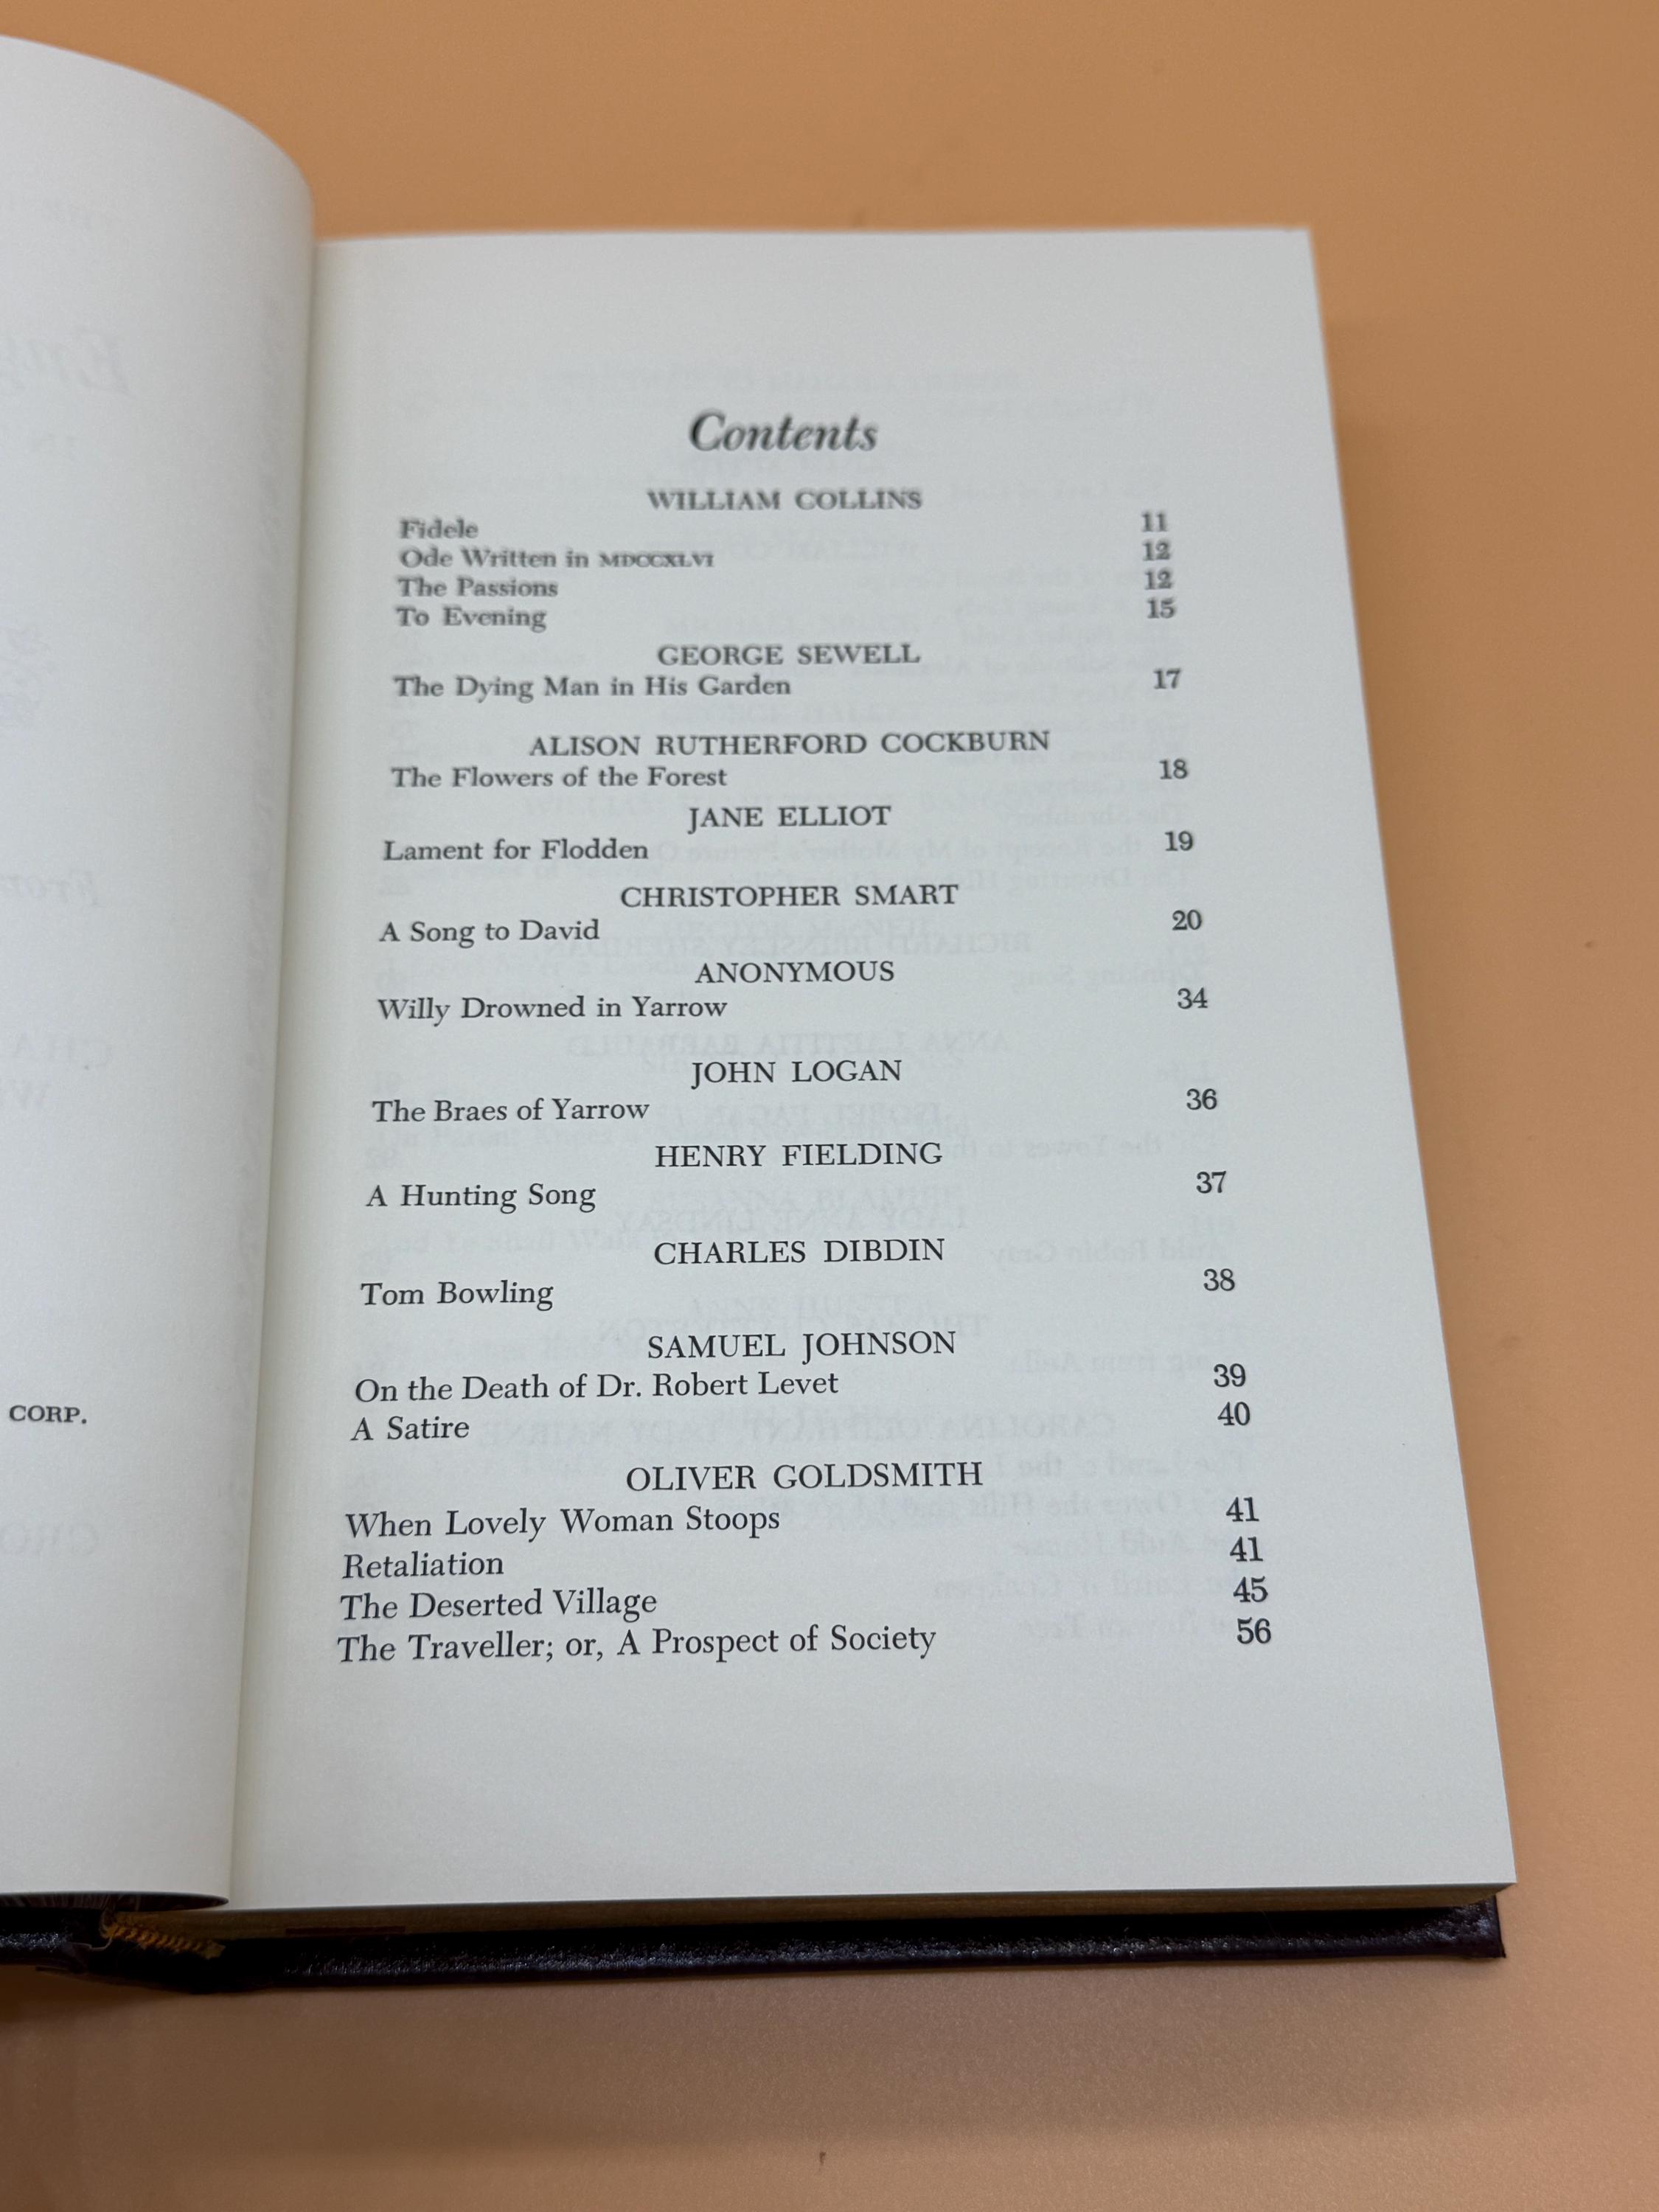 CORP.
Contents
WILLIAM COLLINS
Fidele 11
Ode Written in MDCCXLVI 12
The Passions 12
To Evening 15
GEORGE SEWELL
The Dying Man in His Garden 17
ALISON RUTHERFORD COCKBURN
The Flowers of the Forest 18
JANE ELLIOT
Lament for Flodden 19
CHRISTOPHER SMART
A Song to David 20
ANONYMOUS
Willy Drowned in Yarrow 34
JOHN LOGAN
The Braes of Yarrow 36
HENRY FIELDING
A Hunting Song 37
CHARLES DIBDIN
Tom Bowling 38
SAMUEL JOHNSON
On the Death of Dr. Robert Levet 39
A Satire 40
OLIVER GOLDSMITH
When Lovely Woman Stoops 41
Retaliation 41
The Deserted Village 45
The Traveller; or, A Prospect of Society 56